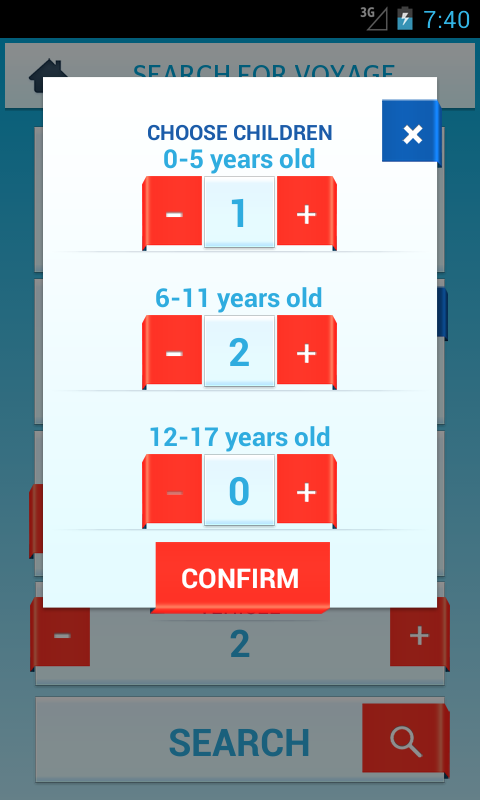 3G 7:40
SEARCH FOR VOYAGE
CHOOSE CHILDREN
0-5 years old
- 1 +
6-11 years old
- 2 +
12-17 years old
- 0 +
CONFIRM
- 2 +
SEARCH